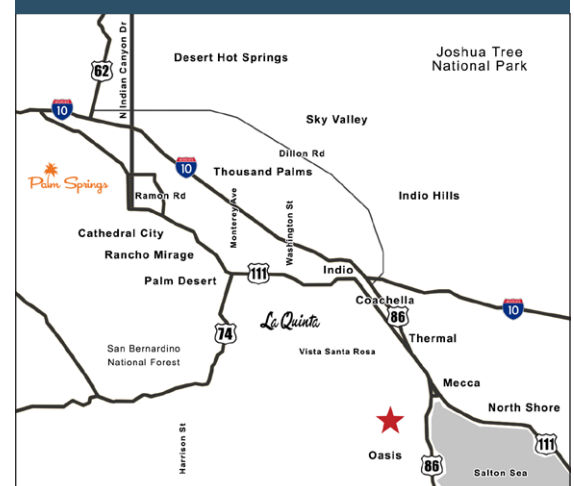 N Indian Canyon Dr
62
Desert Hot Springs
Joshua Tree
National Park
INTERSTATE
10
Sky Valley
Dillon Rd
INTERSTATE
10
Thousand Palms
Palm Springs
Ramon Rd
Monterey Ave
Washington St
Indio Hills
Cathedral City
Rancho Mirage
Palm Desert
111
Indio
Coachella
86
INTERSTATE
10
La Quinta
74
Thermal
San Bernardino
National Forest
Vista Santa Rosa
Mecca
North Shore
Harrison St
Oasis
86
111
Salton Sea